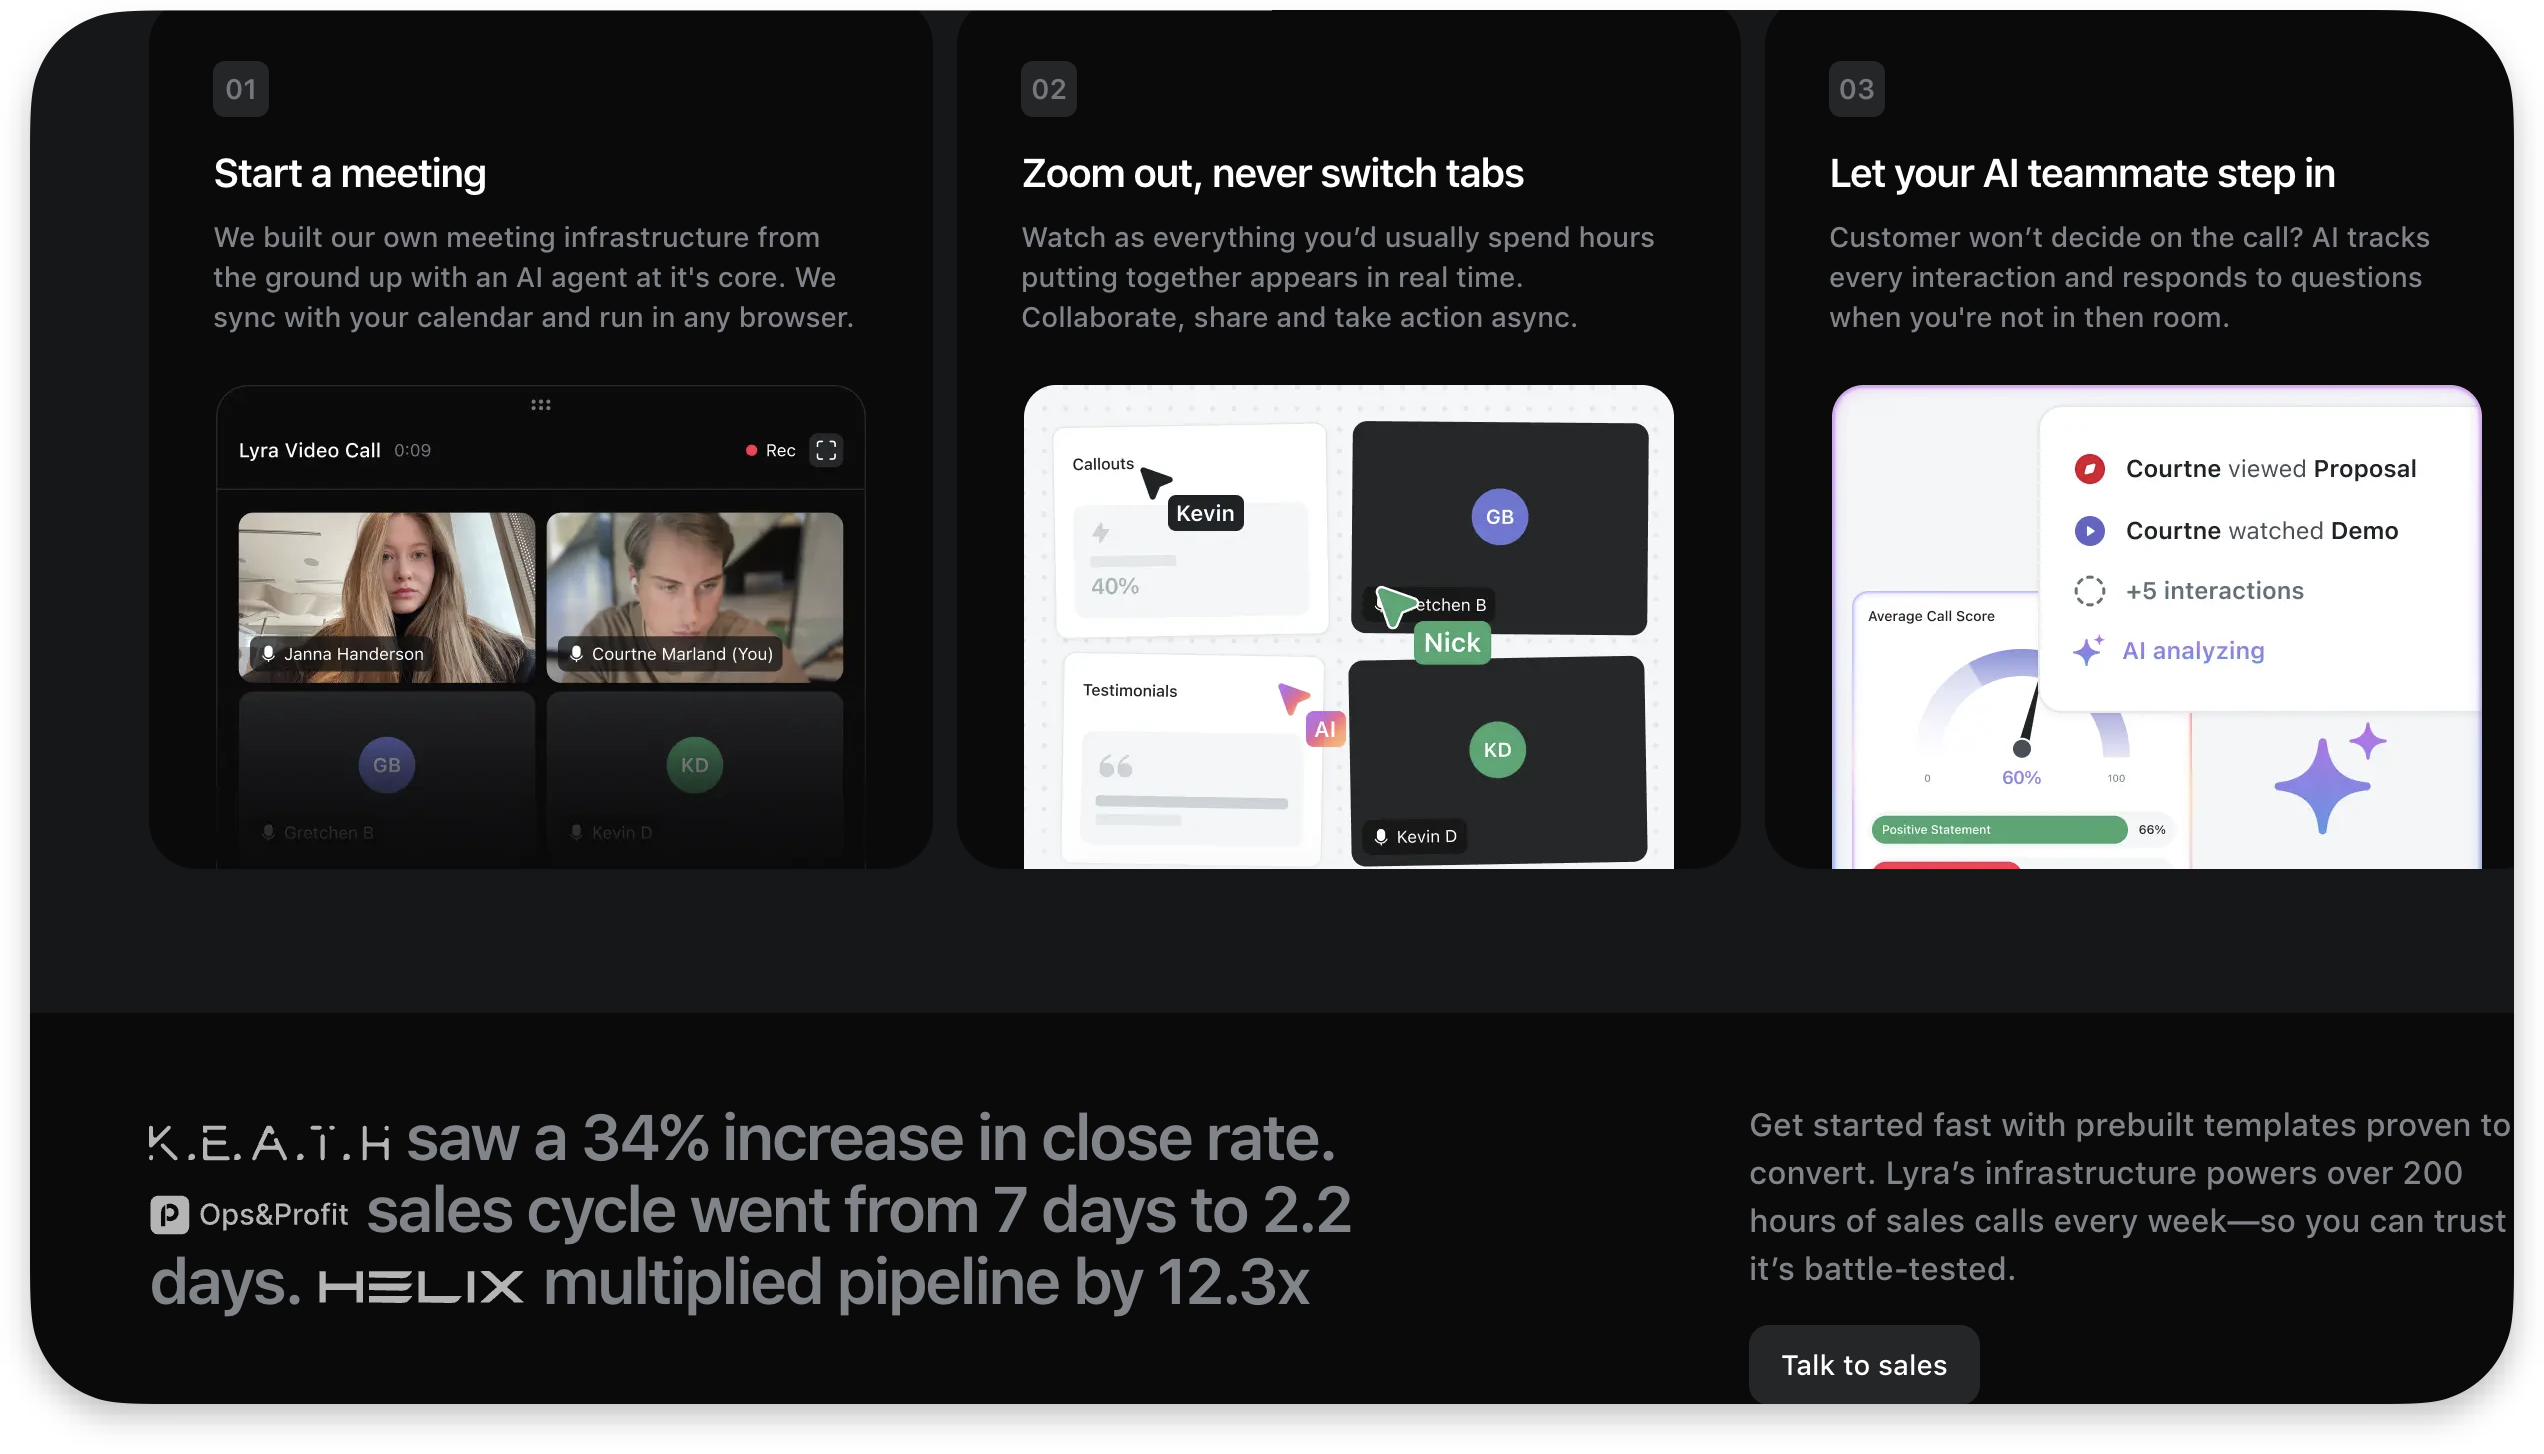 01
Start a meeting
We built our own meeting infrastructure from
the ground up with an AI agent at it's core. We
sync with your calendar and run in any browser.
Lyra Video Call 0:09
Rec
Janna Handerson
Courtne Marland (You)
GB
KD
Gretchen B
Kevin D
02
Zoom out, never switch tabs
Watch as everything you’d usually spend hours
putting together appears in real time.
Collaborate, share and take action async.
Callouts
Kevin
40%
GB
etchen B
Nick
Testimonials
AI
KD
Kevin D
03
Let your AI teammate step in
Customer won’t decide on the call? AI tracks
every interaction and responds to questions
when you're not in then room.
Courtne viewed Proposal
Courtne watched Demo
+5 interactions
AI analyzing
Average Call Score
0
60%
100
Positive Statement 66%
K.E.A.T.H saw a 34% increase in close rate.
Ops&Profit sales cycle went from 7 days to 2.2
days. HELIX multiplied pipeline by 12.3x
Get started fast with prebuilt templates proven to
convert. Lyra’s infrastructure powers over 200
hours of sales calls every week—so you can trust
it’s battle-tested.
Talk to sales